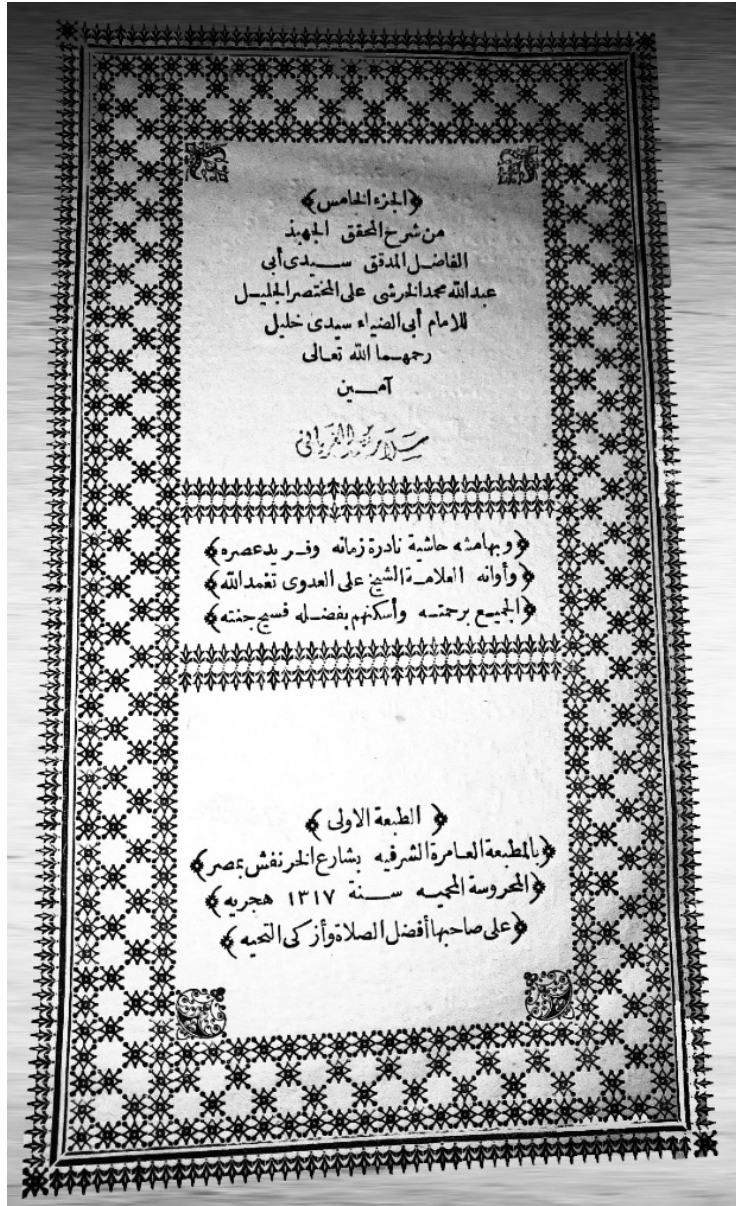 ﴿الجزء الخامس﴾
من شرح المحقق الجهبذ
الفاضل المدقق سيدى أبى
عبدالله محمد الخرشى على المختصر الجليل
للامام أبى الضياء سيدى خليل
رحمهما الله تعالى
آمين
﴿وبهامشه حاشية نادرة زمانه وفريد عصره﴾
﴿وأوانه العلامة الشيخ على العدوى تغمد الله﴾
﴿الجميع برحمته وأسكنهم بفضله فسيح جنته﴾
﴿الطبعة الاولى﴾
﴿بالمطبعة العامرة الشرفيه بشارع الخرنفش بمصر﴾
﴿المحروسة المحميه سنة ١٣١٧ هجريه﴾
﴿على صاحبها أفضل الصلاة وأزكى التحيه﴾